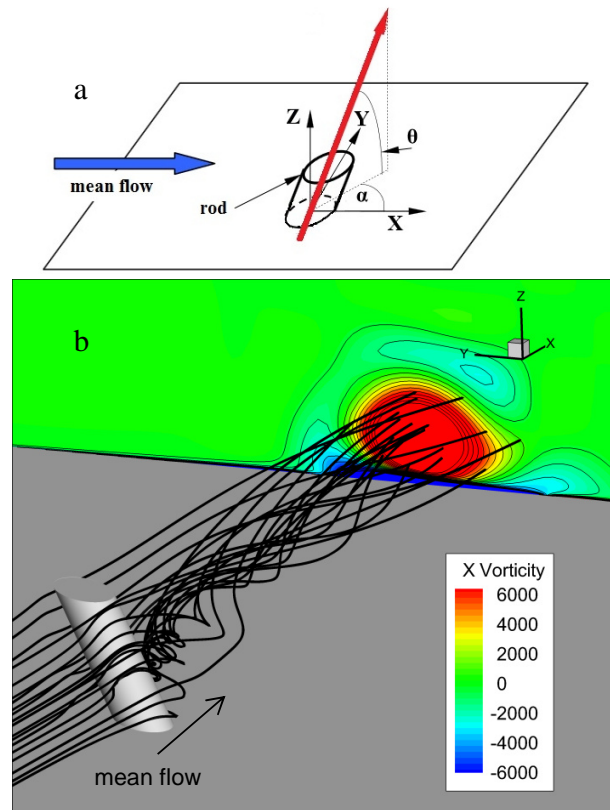 a
Z
Y
θ
mean flow
rod
α
X
b
Z
Y
X
X Vorticity
6000
4000
2000
0
-2000
-4000
-6000
mean flow